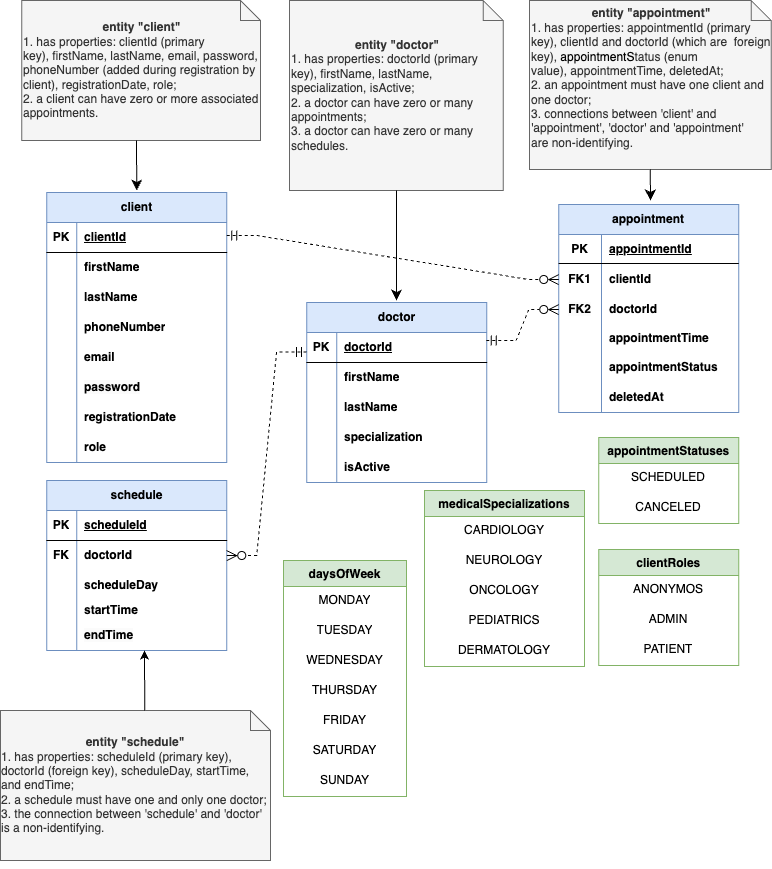 entity "client"
1. has properties: clientId (primary
key), firstName, lastName, email, password,
phoneNumber (added during registration by
client), registrationDate, role;
2. a client can have zero or more associated
appointments.
entity "doctor"
1. has properties: doctorId (primary
key), firstName, lastName,
specialization, isActive;
2. a doctor can have zero or many
appointments;
3. a doctor can have zero or many
schedules.
entity "appointment"
1. has properties: appointmentId (primary
key), clientId and doctorId (which are foreign
key), appointmentStatus (enum
value), appointmentTime, deletedAt;
2. an appointment must have one client and
one doctor;
3. connections between 'client' and
'appointment', 'doctor' and 'appointment'
are non-identifying.
client
PK clientId
firstName
lastName
phoneNumber
email
password
registrationDate
role
doctor
PK doctorId
firstName
lastName
specialization
isActive
appointment
PK appointmentId
FK1 clientId
FK2 doctorId
appointmentTime
appointmentStatus
deletedAt
schedule
PK scheduleId
FK doctorId
scheduleDay
startTime
endTime
daysOfWeek
MONDAY
TUESDAY
WEDNESDAY
THURSDAY
FRIDAY
SATURDAY
SUNDAY
medicalSpecializations
CARDIOLOGY
NEUROLOGY
ONCOLOGY
PEDIATRICS
DERMATOLOGY
appointmentStatuses
SCHEDULED
CANCELED
clientRoles
ANONYMOS
ADMIN
PATIENT
entity "schedule"
1. has properties: scheduleId (primary key),
doctorId (foreign key), scheduleDay, startTime,
and endTime;
2. a schedule must have one and only one doctor;
3. the connection between 'schedule' and 'doctor'
is a non-identifying.